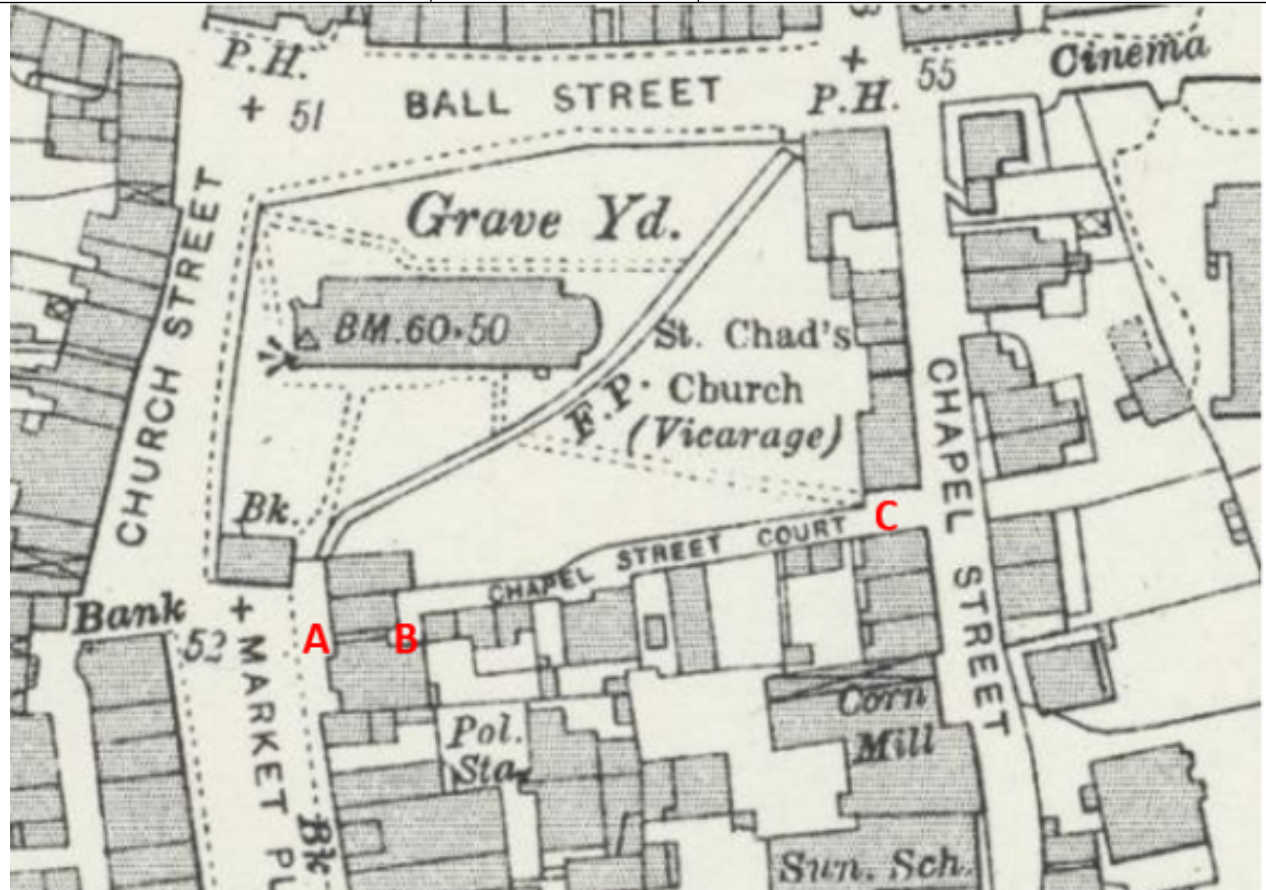 P.H.
+ 51
BALL STREET
+
P.H.
55
Cinema
Grave Yd.
CHURCH STREET
BM.60·50
St. Chad's
F.P. Church
(Vicarage)
CHAPEL STREET
Bk.
C
CHAPEL STREET COURT
Bank
+
52
A
B
MARKET PL
Pol.
Sta.
Corn
Mill
Bk
Sun. Sch.